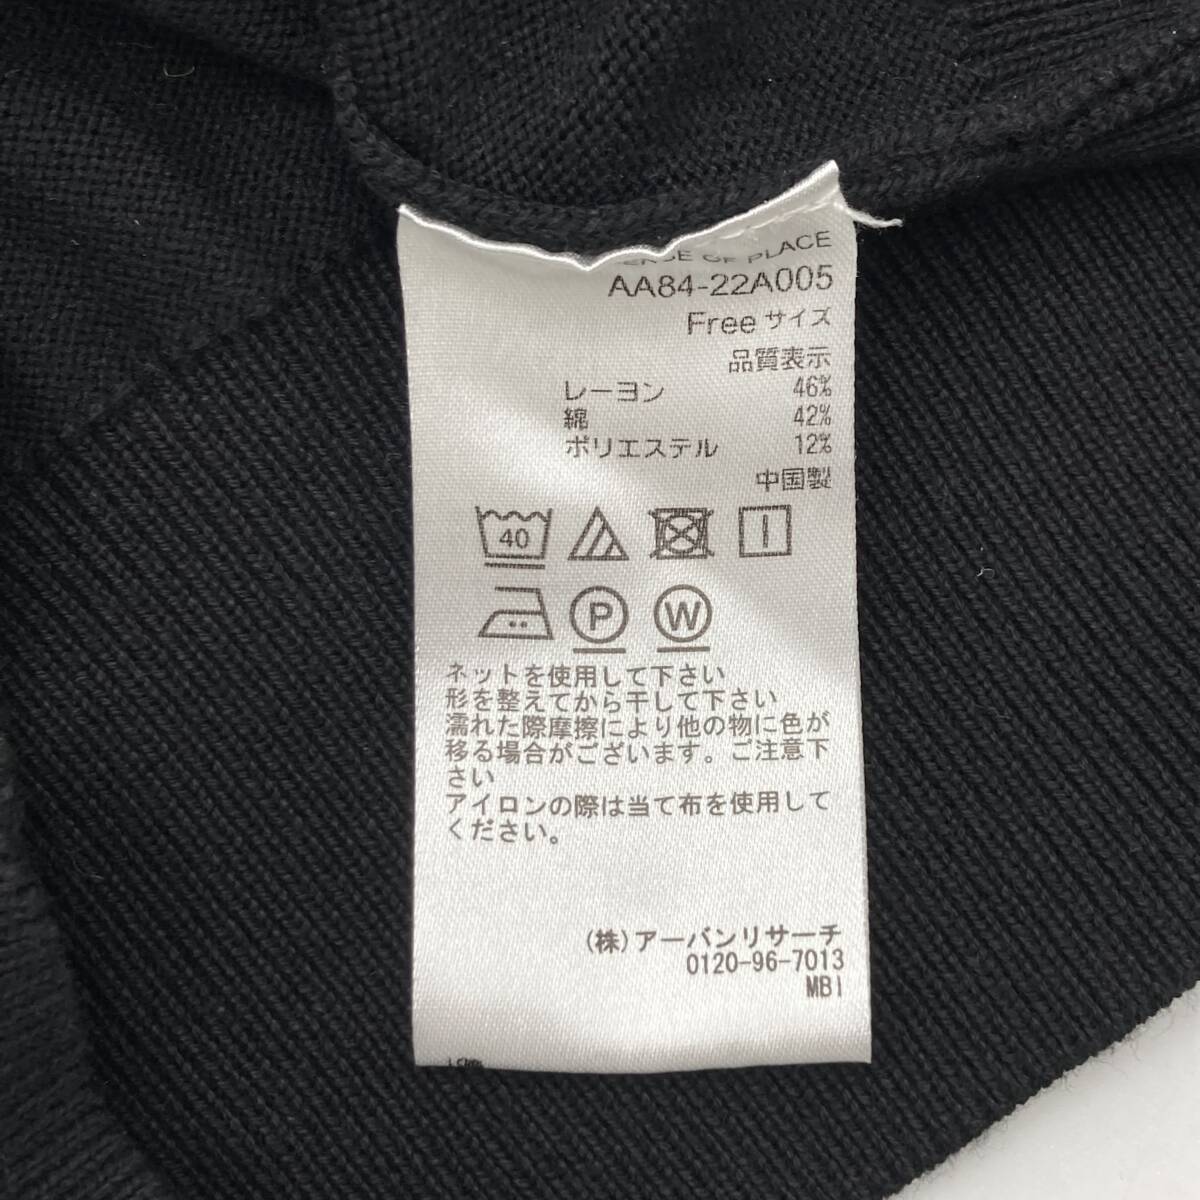 OF PLACE
AA84-22A005
Free サイズ
品質表示
レーヨン 46%
綿 42%
ポリエステル 12%
中国製
40
P W
ネットを使用して下さい
形を整えてから干して下さい
濡れた際摩擦により他の物に色が
移る場合がございます。ご注意下
さい
アイロンの際は当て布を使用して
ください。
(株)アーバンリサーチ
0120-96-7013
MBI